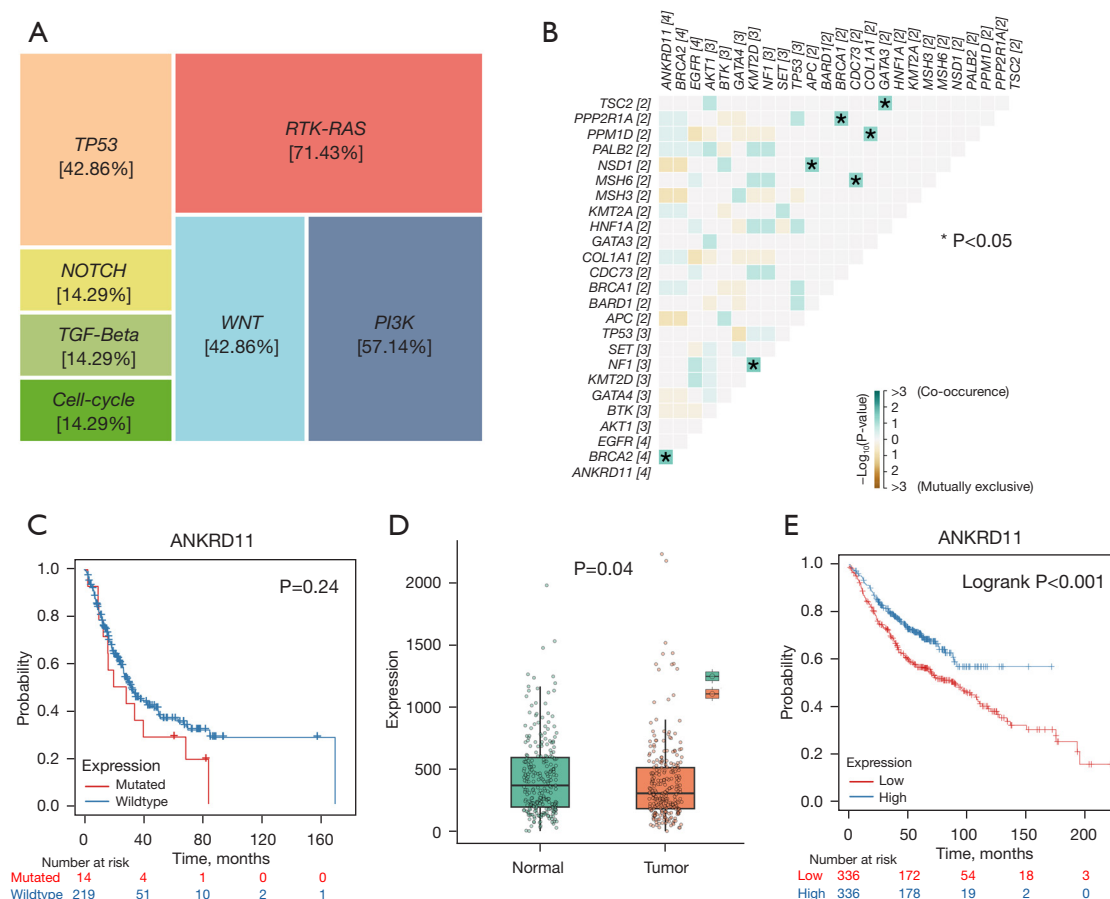 A
TP53
[42.86%]
RTK-RAS
[71.43%]
NOTCH
[14.29%]
TGF-Beta
[14.29%]
Cell-cycle
[14.29%]
WNT
[42.86%]
PI3K
[57.14%]
B
ANKRD11 [4]
BRCA2 [4]
EGFR [4]
AKT1 [3]
BTK [3]
GATA4 [3]
KMT2D [3]
NF1 [3]
SET [3]
TP53 [3]
APC [2]
BARD1 [2]
BRCA1 [2]
CDC73 [2]
COL1A1 [2]
GATA3 [2]
HNF1A [2]
KMT2A [2]
MSH3 [2]
MSH6 [2]
NSD1 [2]
PALB2 [2]
PPM1D [2]
PPP2R1A[2]
TSC2 [2]
TSC2 [2]
PPP2R1A [2]
PPM1D [2]
PALB2 [2]
NSD1 [2]
MSH6 [2]
MSH3 [2]
KMT2A [2]
HNF1A [2]
GATA3 [2]
COL1A1 [2]
CDC73 [2]
BRCA1 [2]
BARD1 [2]
APC [2]
TP53 [3]
SET [3]
NF1 [3]
KMT2D [3]
GATA4 [3]
BTK [3]
AKT1 [3]
EGFR [4]
BRCA2 [4]
ANKRD11 [4]
* P<0.05
−Log10(P-value)
>3 (Co-occurence)
2
1
0
1
2
>3 (Mutually exclusive)
C
ANKRD11
P=0.24
Probability
1.0
0.8
0.6
0.4
0.2
0.0
Expression
Mutated
Wildtype
0 40 80 120 160
Time, months
Number at risk
Mutated 14 4 1 0 0
Wildtype 219 51 10 2 1
D
P=0.04
Expression
2000
1500
1000
500
0
Normal Tumor
E
ANKRD11
Logrank P<0.001
Probability
1.0
0.8
0.6
0.4
0.2
0.0
Expression
Low
High
0 50 100 150 200
Time, months
Number at risk
Low 336 172 54 18 3
High 336 178 19 2 0